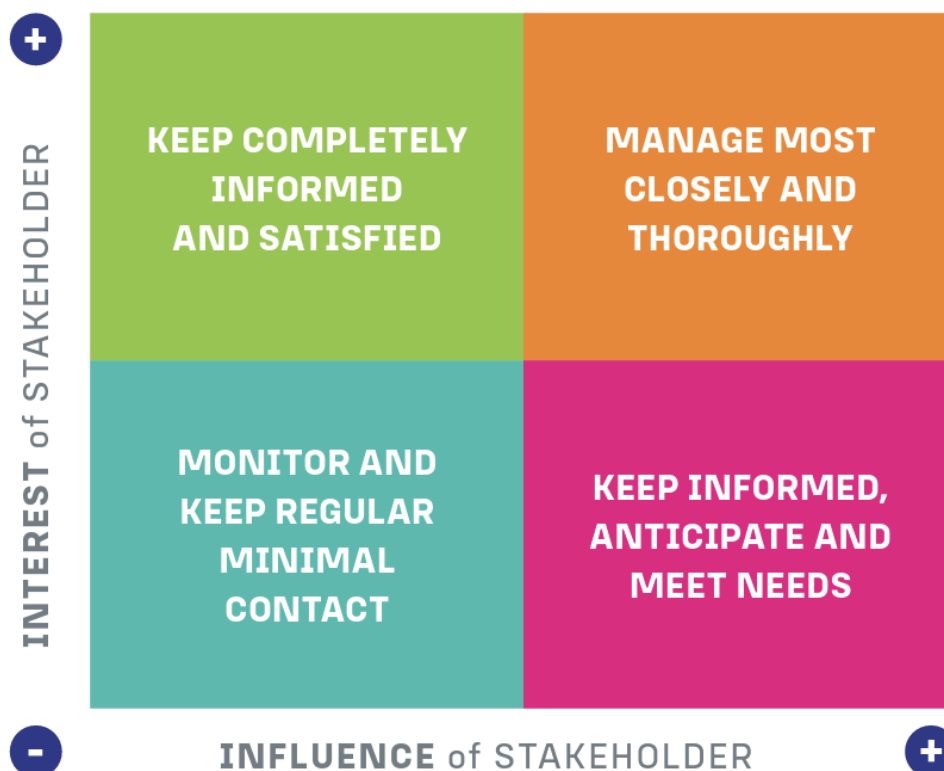 +
KEEP COMPLETELY
INFORMED
AND SATISFIED
MANAGE MOST
CLOSELY AND
THOROUGHLY
INTEREST of STAKEHOLDER
MONITOR AND
KEEP REGULAR
MINIMAL
CONTACT
KEEP INFORMED,
ANTICIPATE AND
MEET NEEDS
-
INFLUENCE of STAKEHOLDER
+